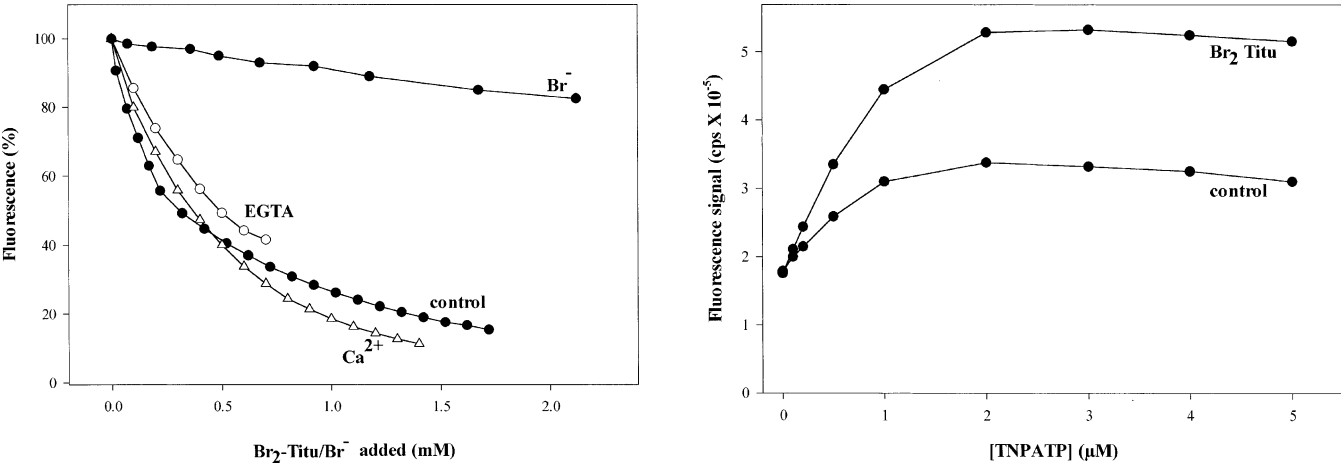 Fluorescence (%)
100
80
60
40
20
0
Br-
EGTA
control
Ca2+
0.0 0.5 1.0 1.5 2.0
Br2-Titu/Br- added (mM)
Fluorescence signal (cps X 10-5)
5
4
3
2
1
0
Br2 Titu
control
0 1 2 3 4 5
[TNPATP] (μM)